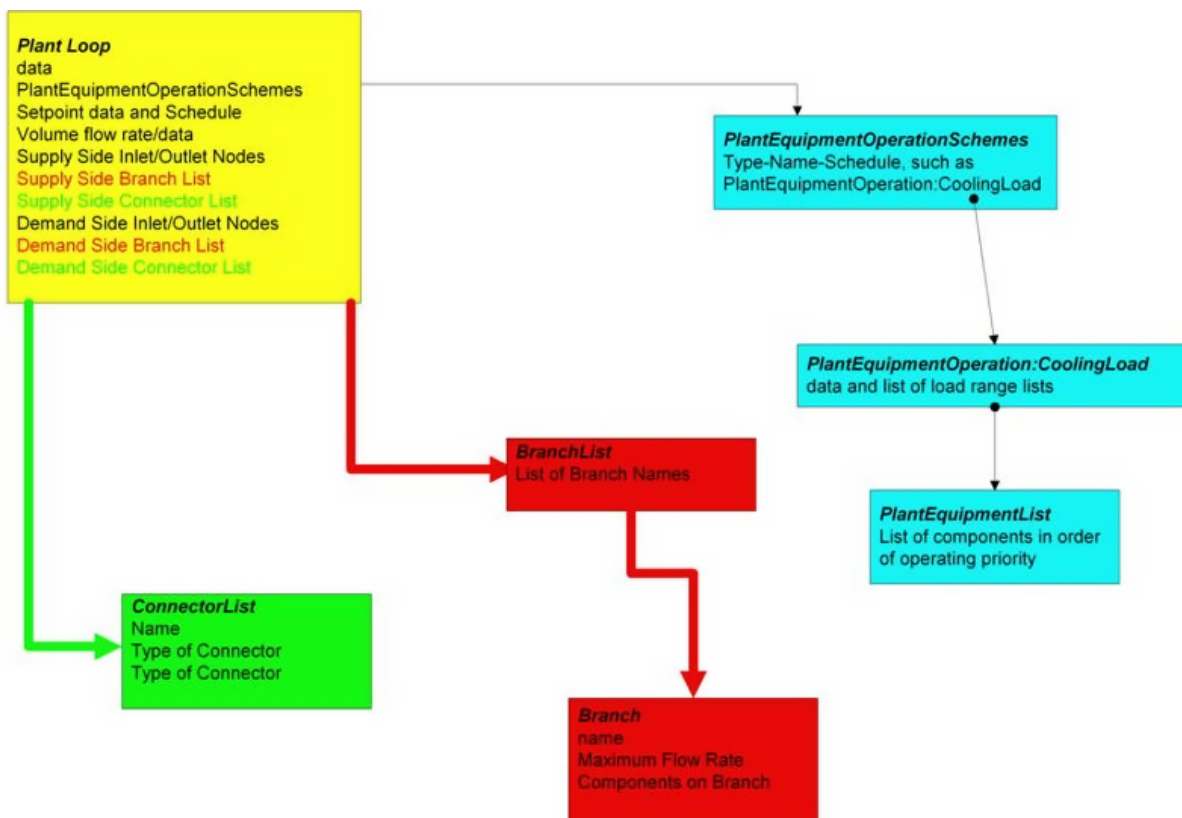 Plant Loop
data
PlantEquipmentOperationSchemes
Setpoint data and Schedule
Volume flow rate/data
Supply Side Inlet/Outlet Nodes
Supply Side Branch List
Supply Side Connector List
Demand Side Inlet/Outlet Nodes
Demand Side Branch List
Demand Side Connector List
PlantEquipmentOperationSchemes
Type-Name-Schedule, such as
PlantEquipmentOperation:CoolingLoad
PlantEquipmentOperation:CoolingLoad
data and list of load range lists
BranchList
List of Branch Names
PlantEquipmentList
List of components in order
of operating priority
ConnectorList
Name
Type of Connector
Type of Connector
Branch
name
Maximum Flow Rate
Components on Branch